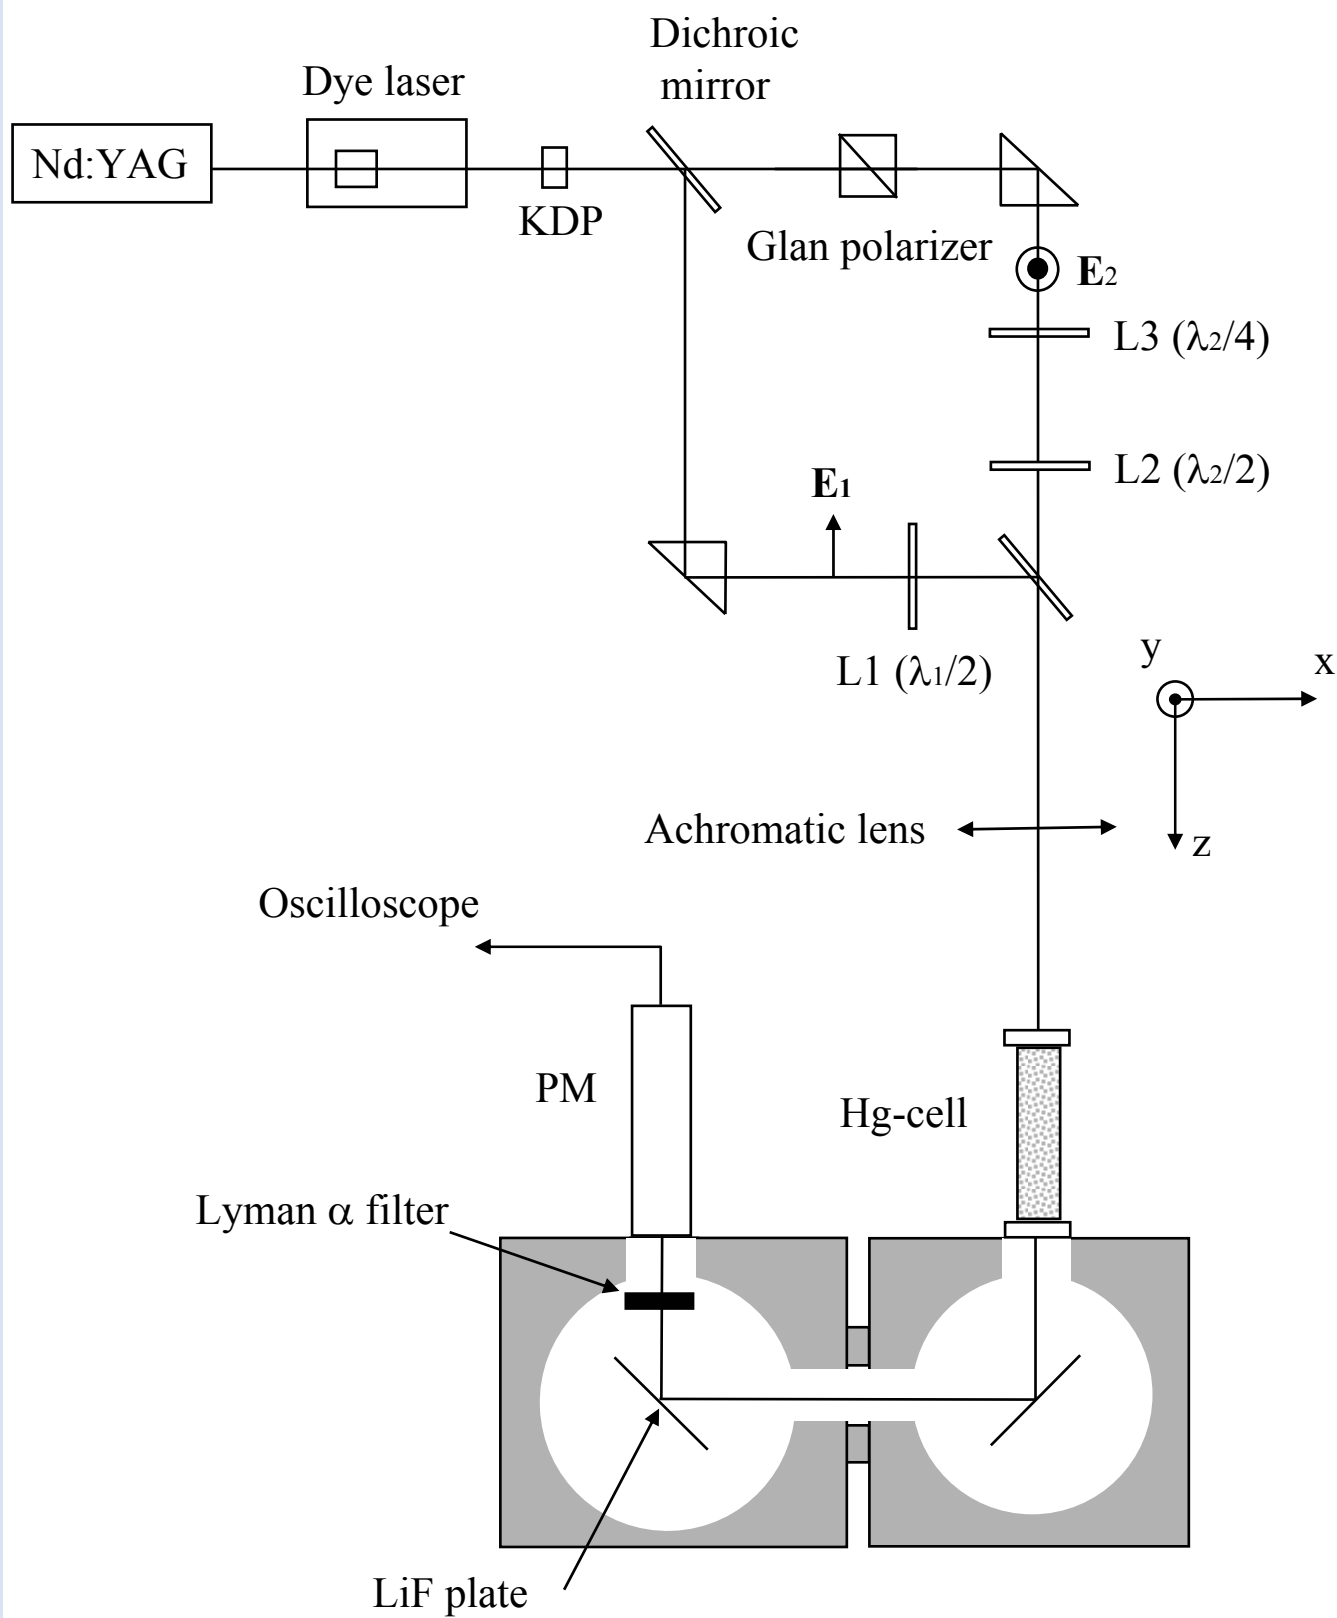 Dichroic
mirror
Dye laser
Nd:YAG
KDP
Glan polarizer
E₂
L3 (λ₂/4)
L2 (λ₂/2)
E₁
L1 (λ₁/2)
y
x
z
Achromatic lens
Oscilloscope
PM
Hg-cell
Lyman α filter
LiF plate